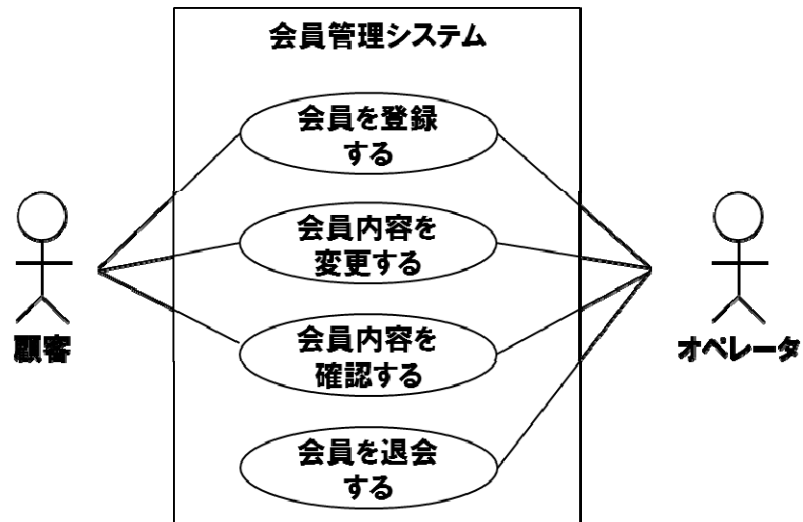 会員管理システム
会員を登録
する
会員内容を
変更する
会員内容を
確認する
会員を退会
する
顧客
オペレータ